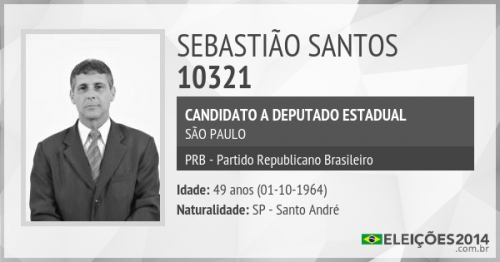 SEBASTIÃO SANTOS
10321
CANDIDATO A DEPUTADO ESTADUAL
SÃO PAULO
PRB - Partido Republicano Brasileiro
Idade: 49 anos (01-10-1964)
Naturalidade: SP - Santo André
ELEIÇÕES2014
.com.br